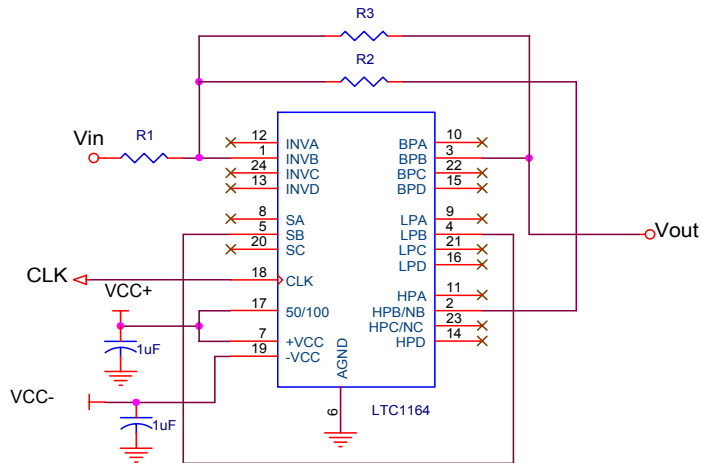 R3
R2
Vin
R1
12 INVA BPA 10
1 INVB BPB 3
24 INVC BPC 22
13 INVD BPD 15
8 SA LPA 9
5 SB LPB 4
20 SC LPC 21
LPD 16
Vout
CLK 18 CLK
HPA 11
VCC+
17 50/100 HPB/NB 2
HPC/NC 23
7 +VCC HPD 14
19 -VCC
1uF
AGND
6
LTC1164
VCC-
1uF